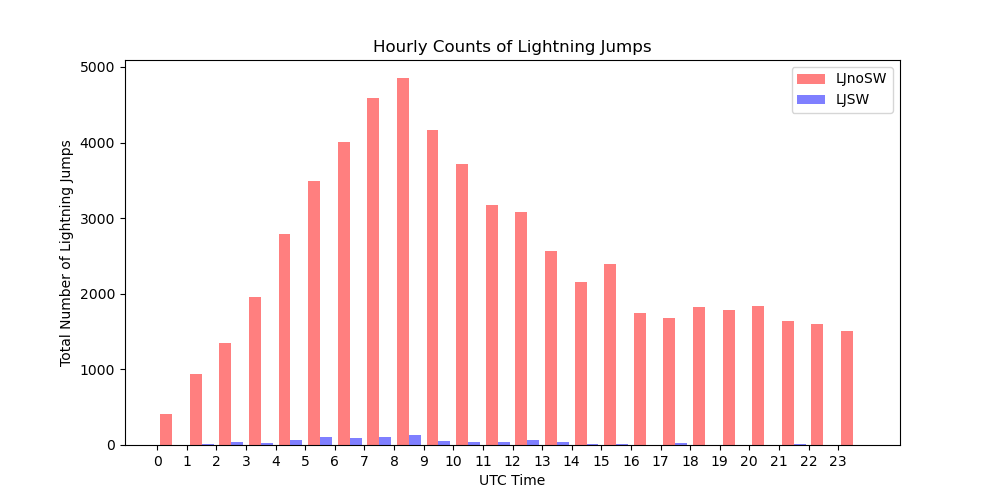 Hourly Counts of Lightning Jumps
LJnoSW
LJSW
Total Number of Lightning Jumps
5000
4000
3000
2000
1000
0
0 1 2 3 4 5 6 7 8 9 10 11 12 13 14 15 16 17 18 19 20 21 22 23
UTC Time